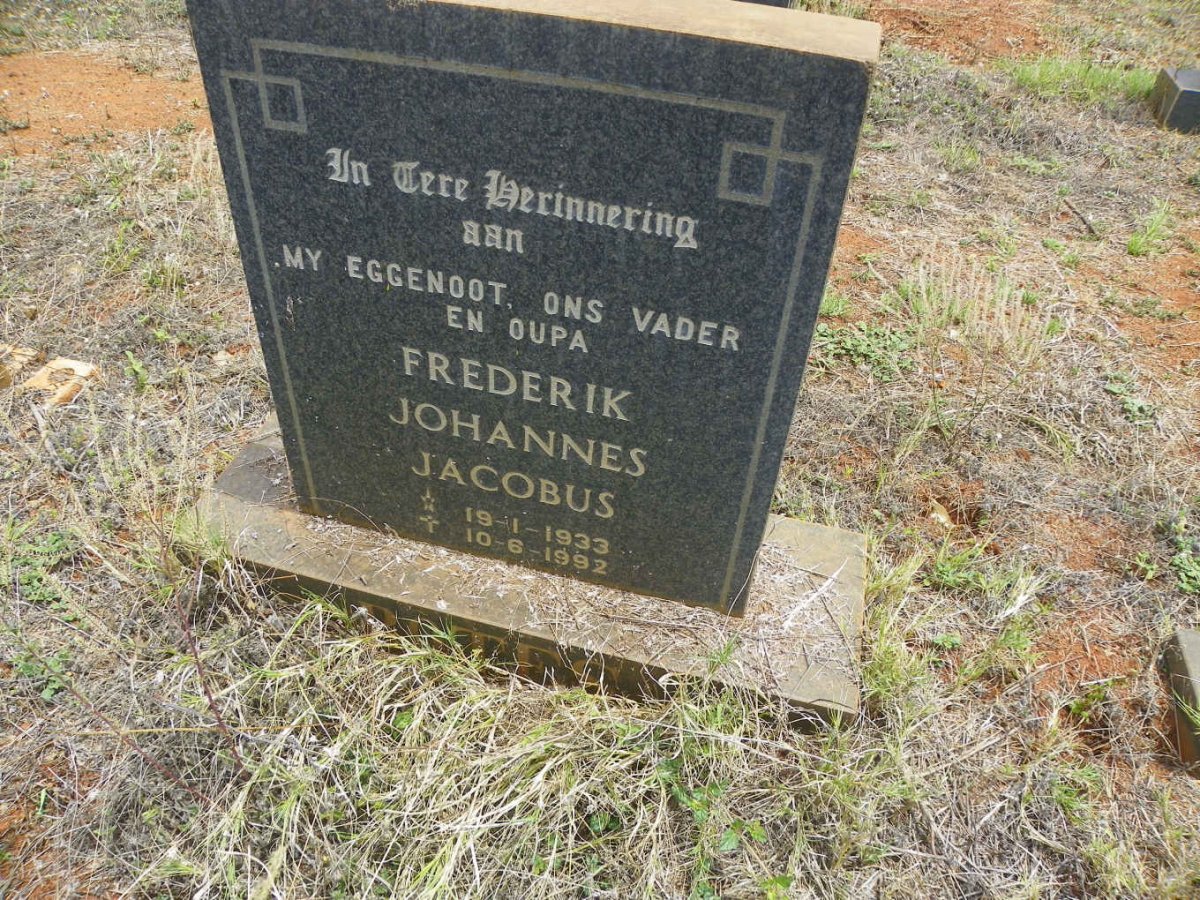 In Tere Herinnering
aan
MY EGGENOOT, ONS VADER
EN OUPA
FREDERIK
JOHANNES
JACOBUS
19-1-1933
10-6-1992